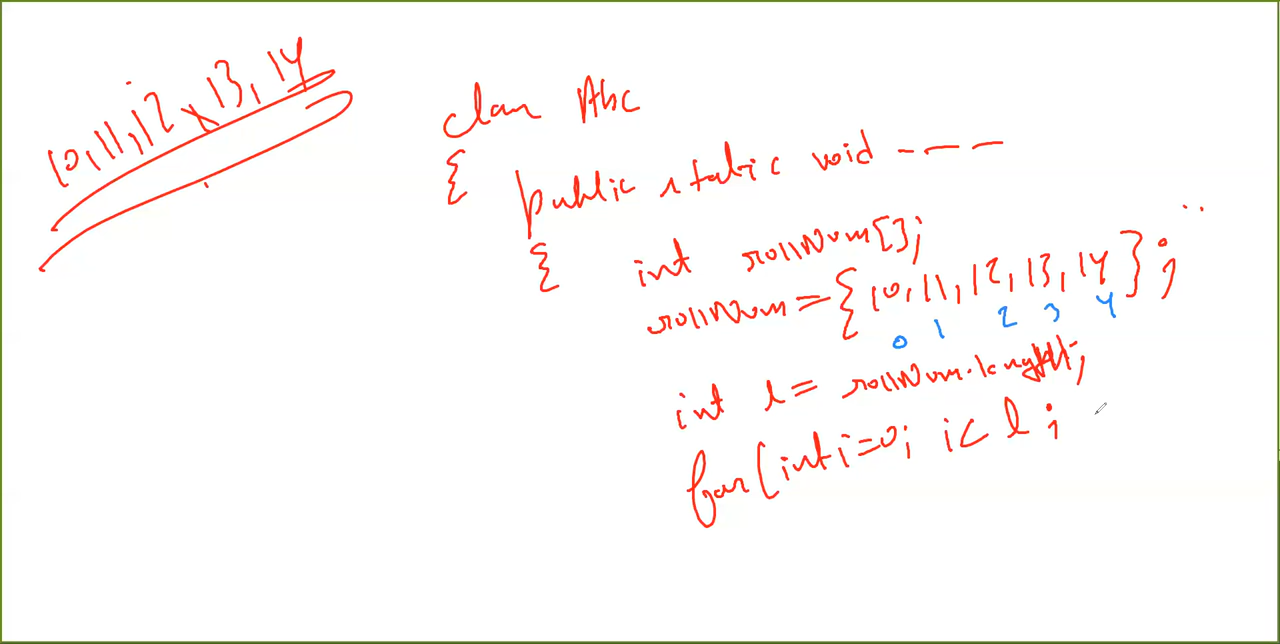 10, 11, 12, 13, 14
class Abc
{
public static void ----
{ int rollNum[];
rollNum = {10, 11, 12, 13, 14};
0 1 2 3 4
int l = rollNum.length;
for(int i=0; i< l ;